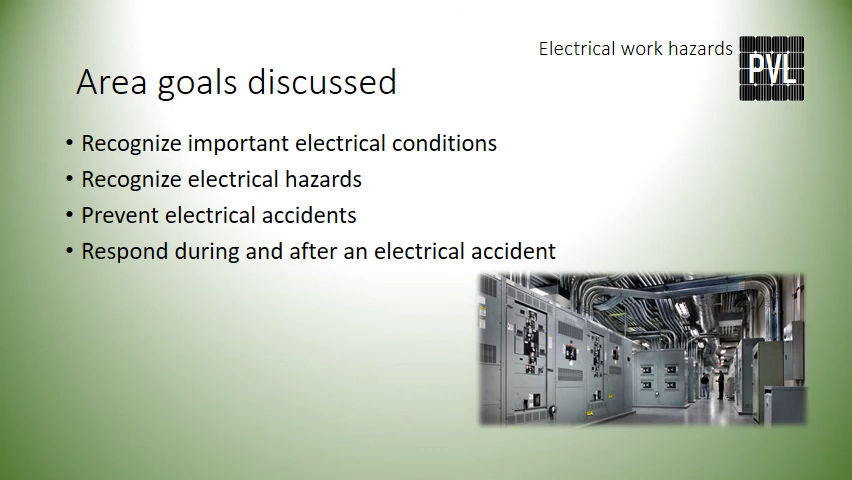 Electrical work hazards
PVL
Area goals discussed
• Recognize important electrical conditions
• Recognize electrical hazards
• Prevent electrical accidents
• Respond during and after an electrical accident